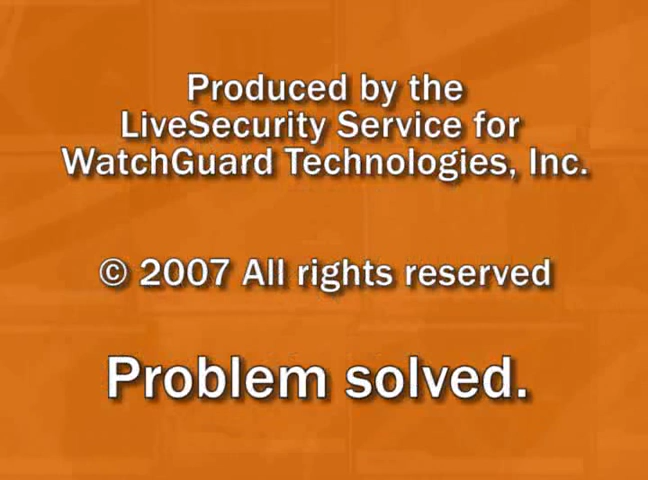 Produced by the
LiveSecurity Service for
WatchGuard Technologies, Inc.
© 2007 All rights reserved
Problem solved.